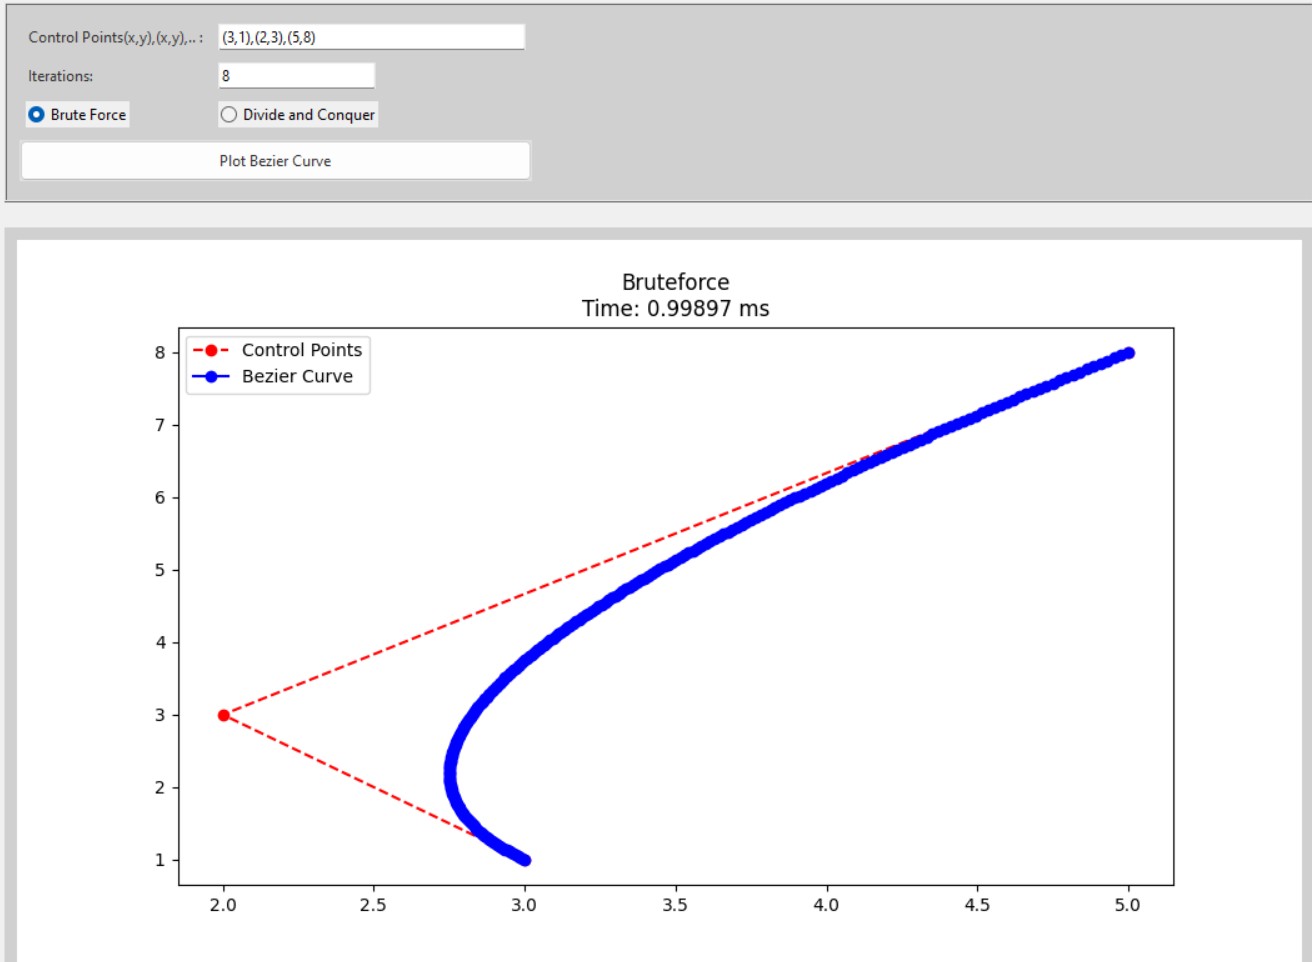 Control Points(x,y),(x,y),.. : (3,1),(2,3),(5,8)
Iterations: 8
Brute Force Divide and Conquer
Plot Bezier Curve
Bruteforce
Time: 0.99897 ms
Control Points
Bezier Curve
8
7
6
5
4
3
2
1
2.0 2.5 3.0 3.5 4.0 4.5 5.0